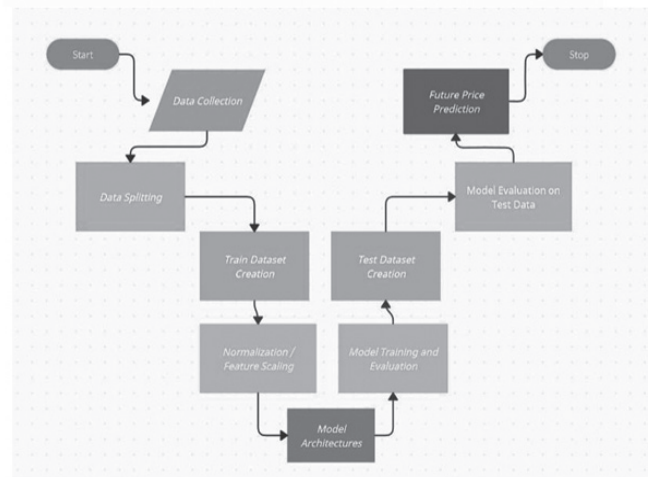 Start
Data Collection
Data Splitting
Train Dataset
Creation
Normalization /
Feature Scaling
Model
Architectures
Model Training and
Evaluation
Test Dataset
Creation
Model Evaluation on
Test Data
Future Price
Prediction
Stop